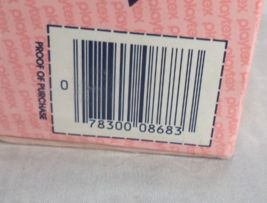 playtex
PROOF OF PURCHASE
0
78300 08683